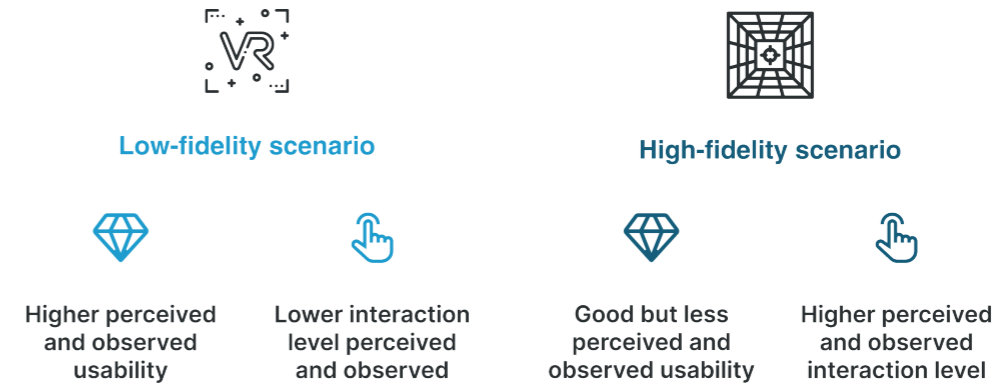 VR
Low-fidelity scenario
High-fidelity scenario
Higher perceived
and observed
usability
Lower interaction
level perceived
and observed
Good but less
perceived and
observed usability
Higher perceived
and observed
interaction level